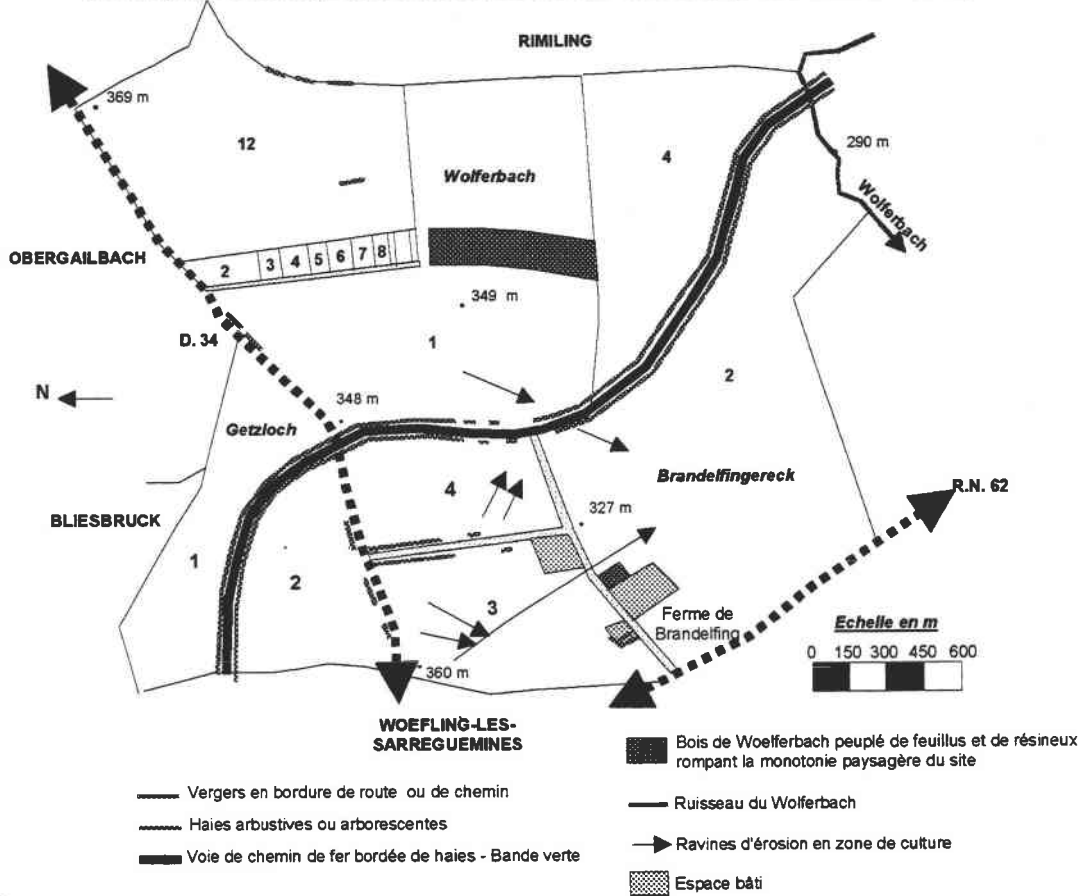 RIMILING
369 m
12
4
290 m
Wolferbach
Wolferbach
OBERGAILBACH
2
3
4
5
6
7
8
349 m
D. 34
1
2
N
348 m
Getzloch
Brandelfingereck
R.N. 62
4
327 m
BLIESBRUCK
1
2
3
Ferme de
Brandelfing
Echelle en m
0 150 300 450 600
360 m
WOEFLING-LES-
SARREGUEMINES
Bois de Woelferbach peuplé de feuillus et de résineux
rompant la monotonie paysagère du site
Vergers en bordure de route ou de chemin
Ruisseau du Wolferbach
Haies arbustives ou arborescentes
Ravines d'érosion en zone de culture
Voie de chemin de fer bordée de haies - Bande verte
Espace bâti